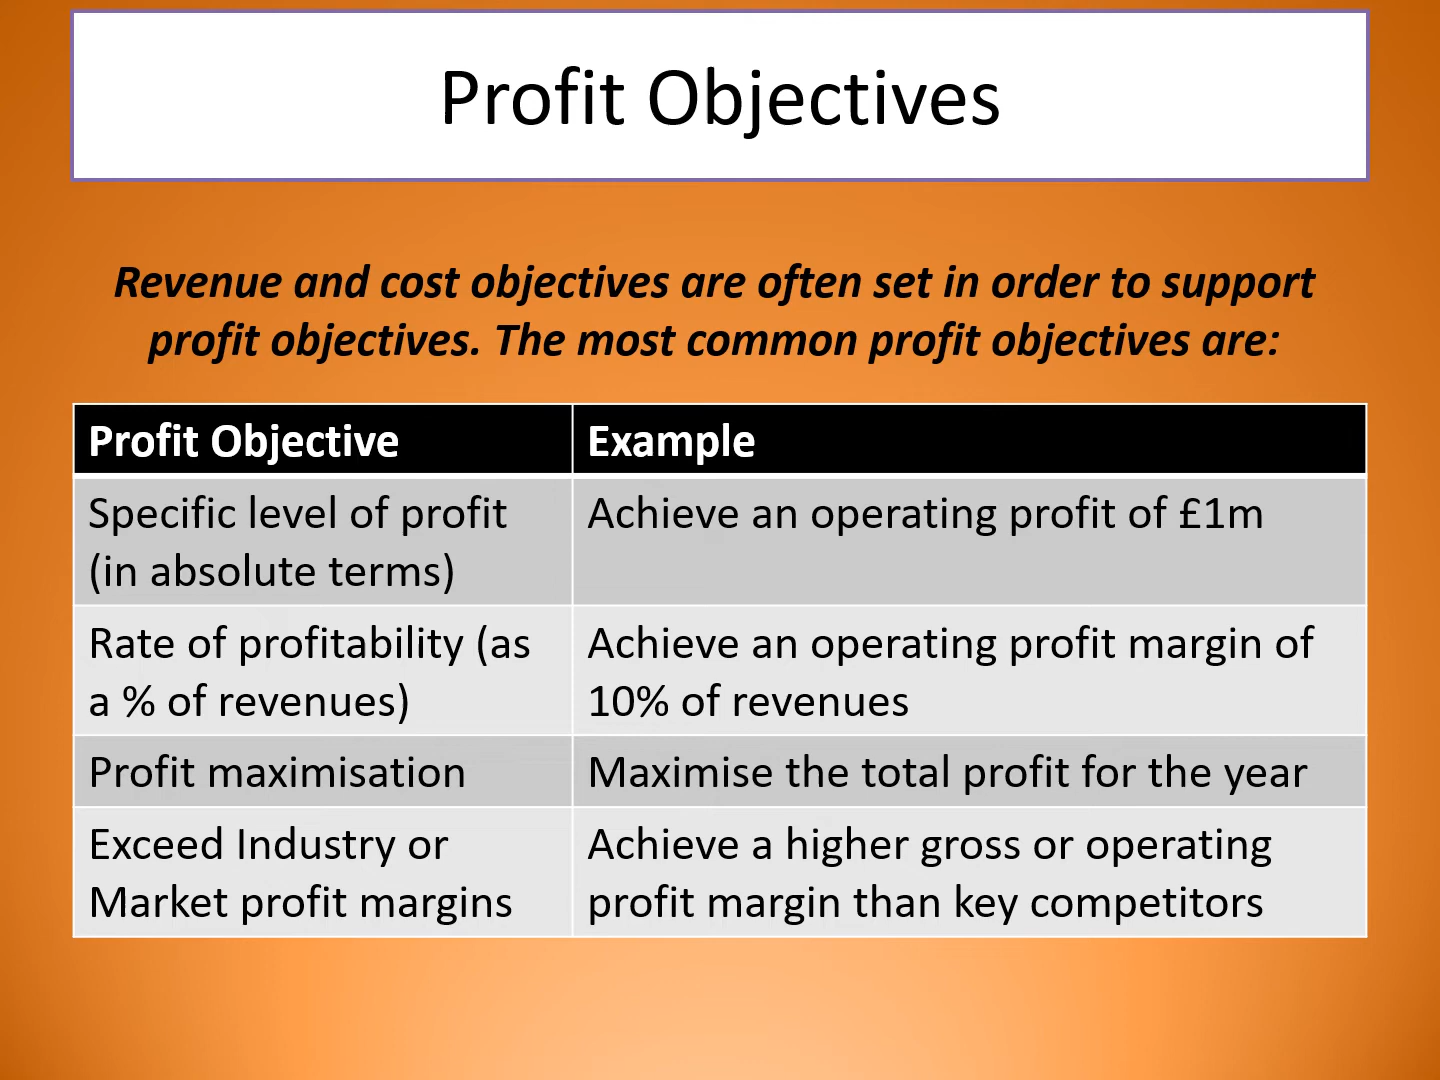 Profit Objectives
Revenue and cost objectives are often set in order to support
profit objectives. The most common profit objectives are:
Profit Objective
Example
Specific level of profit
(in absolute terms)
Achieve an operating profit of £1m
Rate of profitability (as
a % of revenues)
Achieve an operating profit margin of
10% of revenues
Profit maximisation
Maximise the total profit for the year
Exceed Industry or
Market profit margins
Achieve a higher gross or operating
profit margin than key competitors